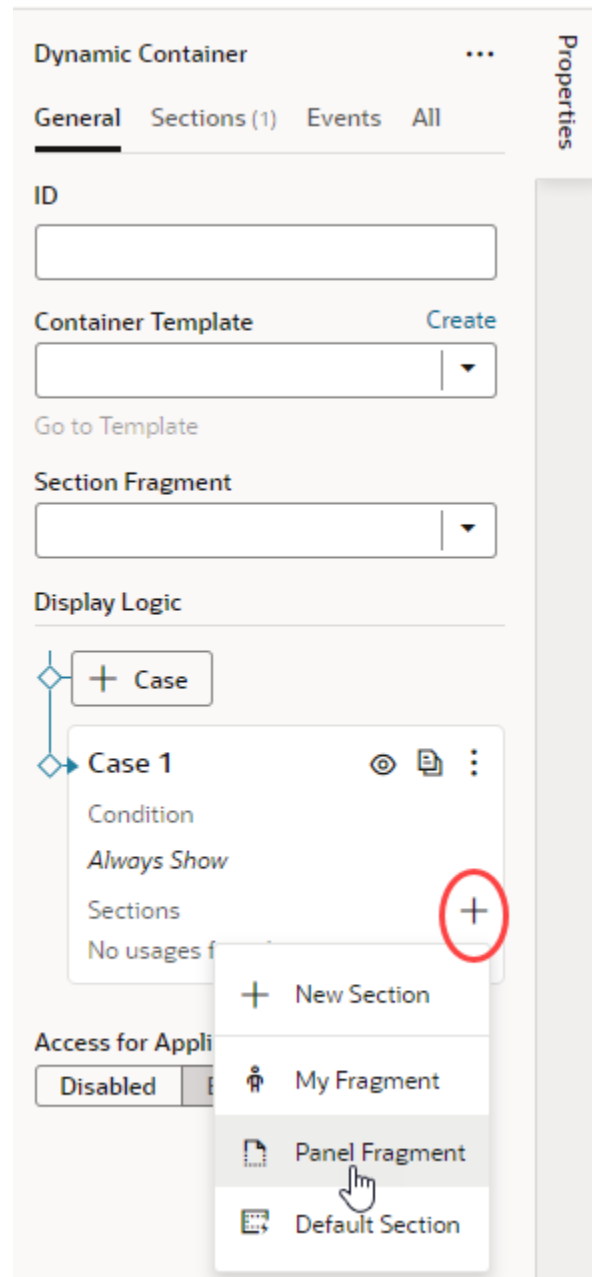 Dynamic Container
Properties
General Sections (1) Events All
ID
Container Template Create
Go to Template
Section Fragment
Display Logic
+ Case
Case 1
Condition
Always Show
Sections
No usages
New Section
Access for Appli
Disabled
My Fragment
Panel Fragment
Default Section